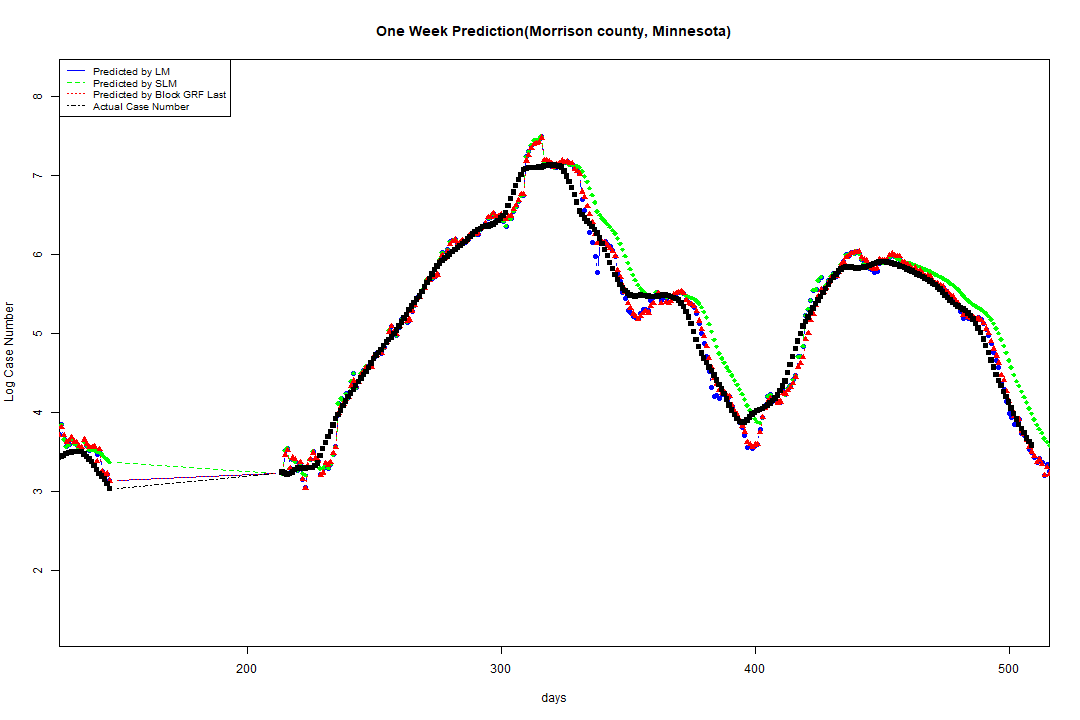 One Week Prediction(Morrison county, Minnesota)
Predicted by LM
Predicted by SLM
Predicted by Block GRF Last
Actual Case Number
8
7
6
5
4
3
2
Log Case Number
200 300 400 500
days